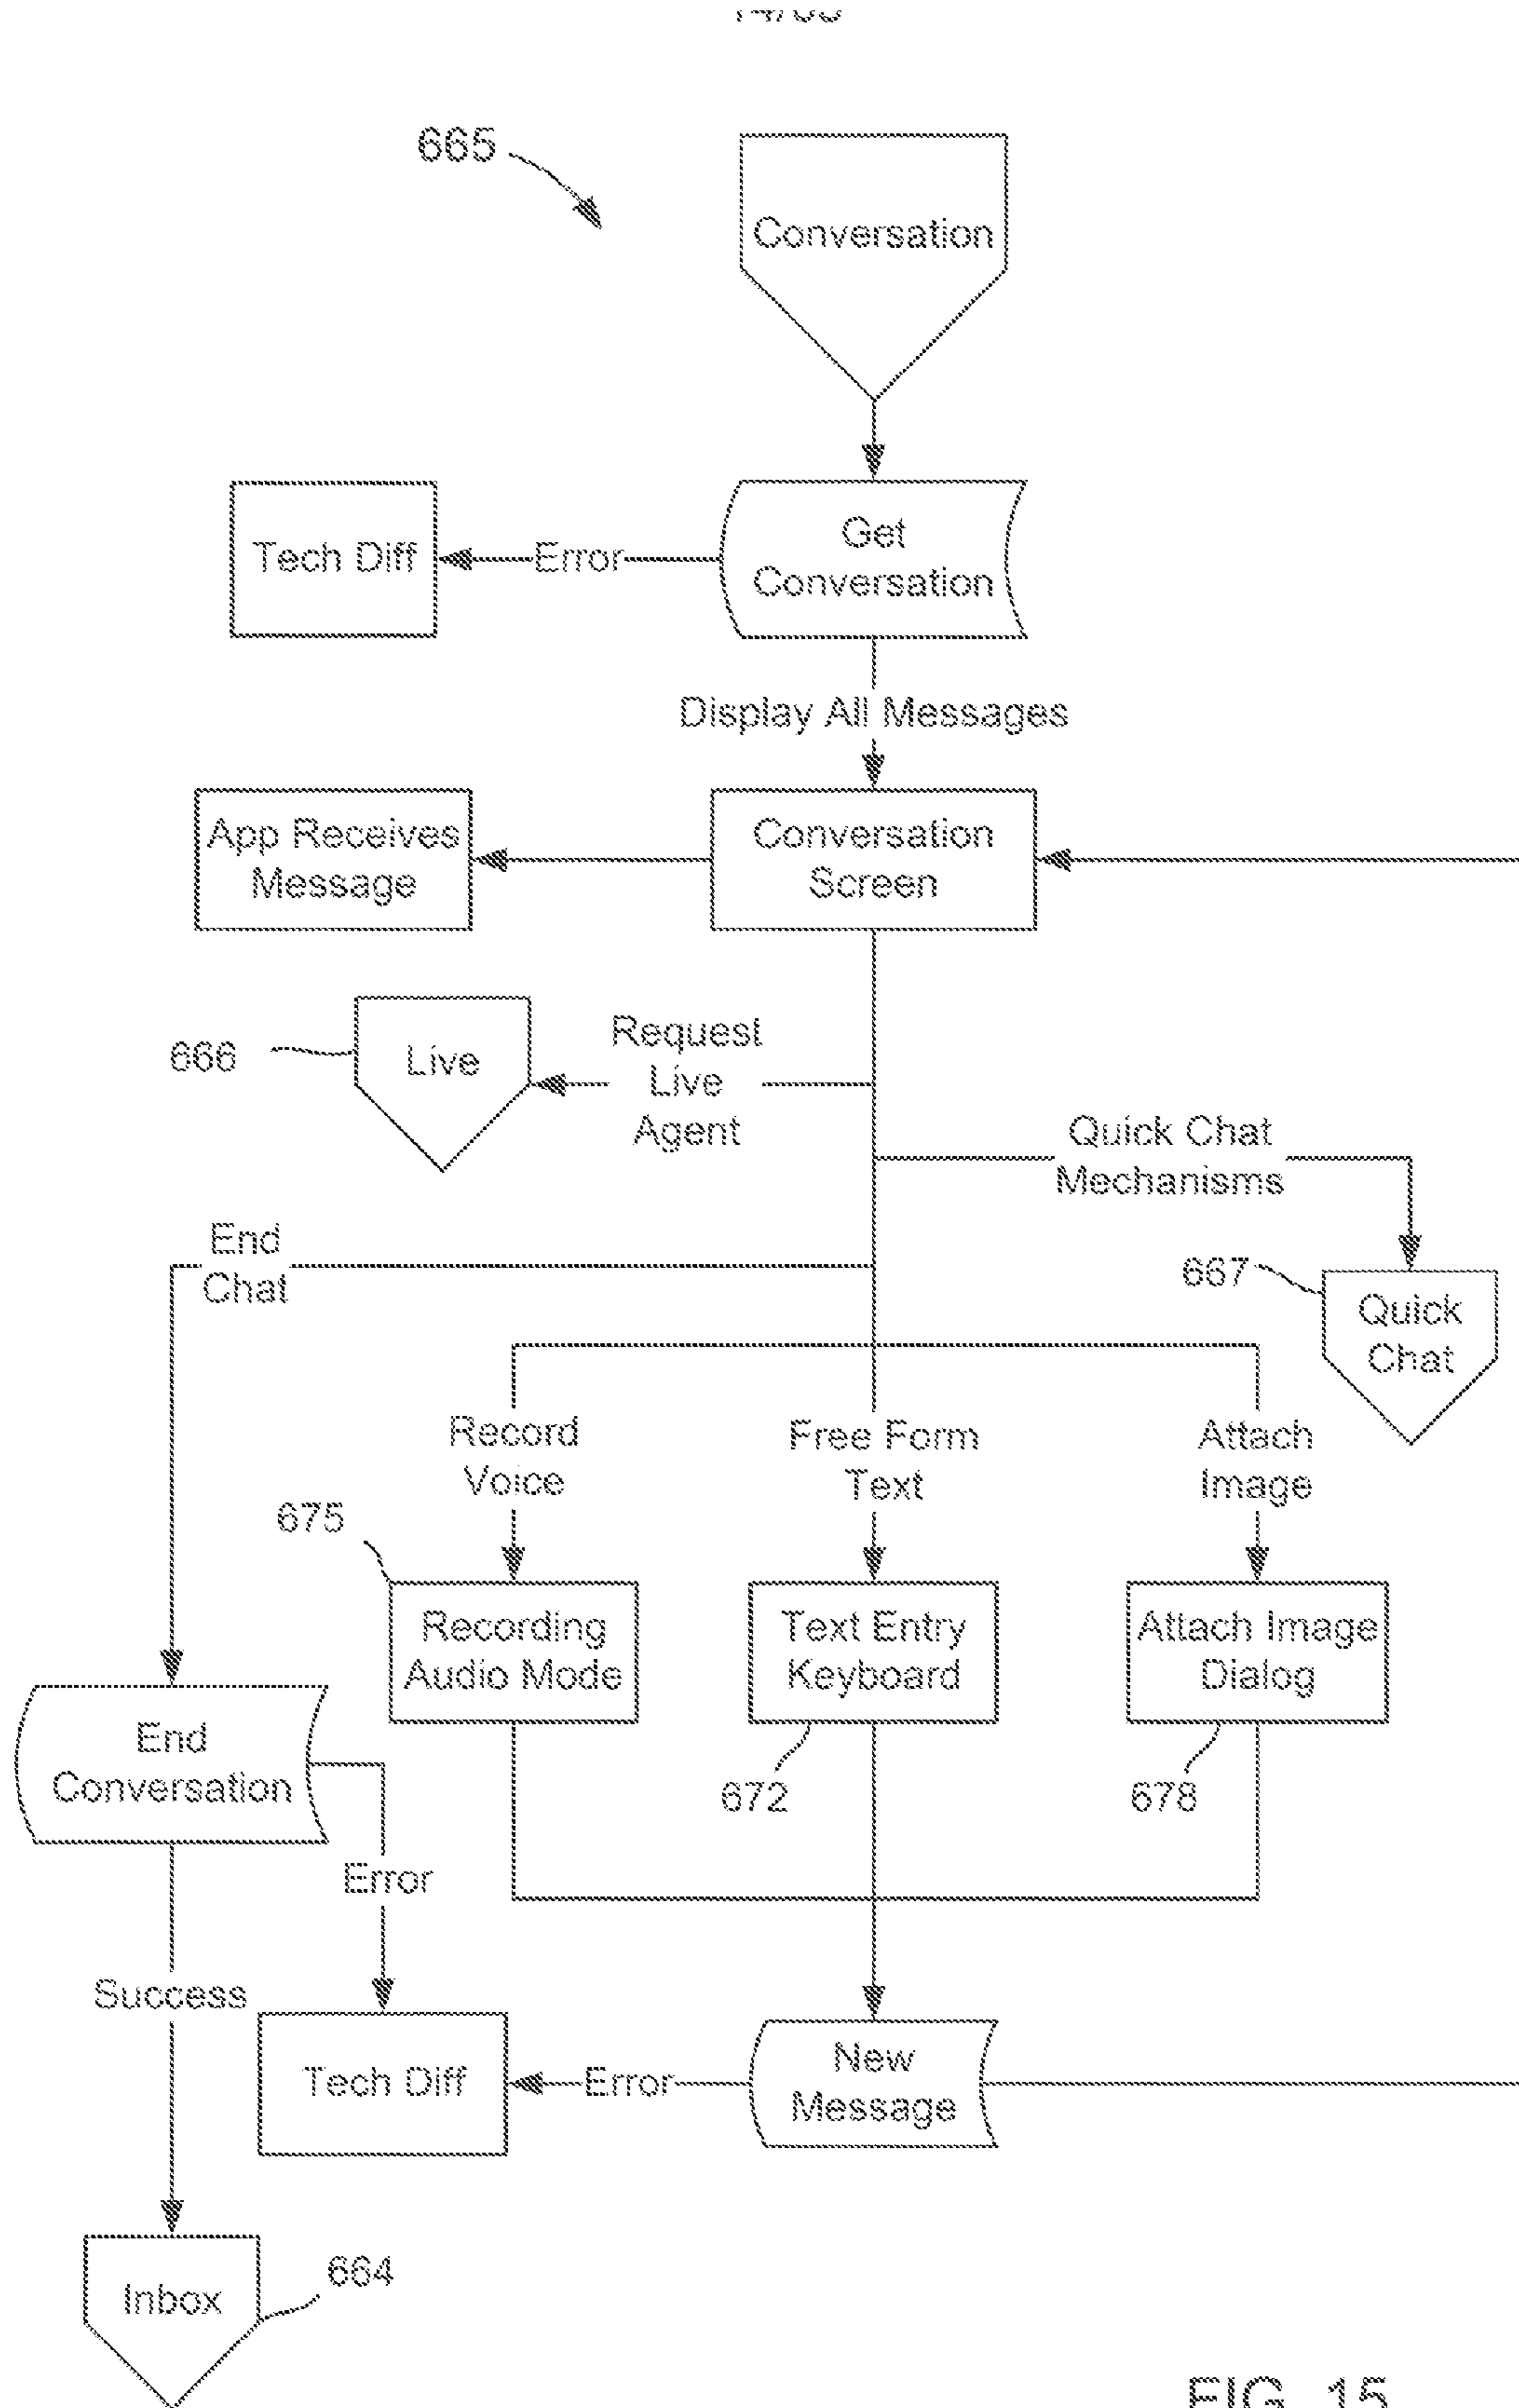 665
Conversation
Tech Diff
Error
Get
Conversation
Display All Messages
App Receives
Message
Conversation
Screen
666
Live
Request
Live
Agent
Quick Chat
Mechanisms
End
Chat
667
Quick
Chat
Record
Voice
Free Form
Text
Attach
Image
675
Recording
Audio Mode
Text Entry
Keyboard
Attach Image
Dialog
672
678
End
Conversation
Error
Success
Tech Diff
Error
New
Message
Inbox
664
FIG. 15